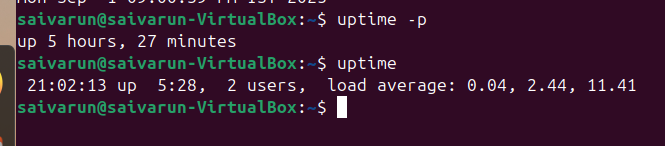 saivarun@saivarun-VirtualBox:~$ uptime -p
up 5 hours, 27 minutes
saivarun@saivarun-VirtualBox:~$ uptime
 21:02:13 up  5:28,  2 users,  load average: 0.04, 2.44, 11.41
saivarun@saivarun-VirtualBox:~$